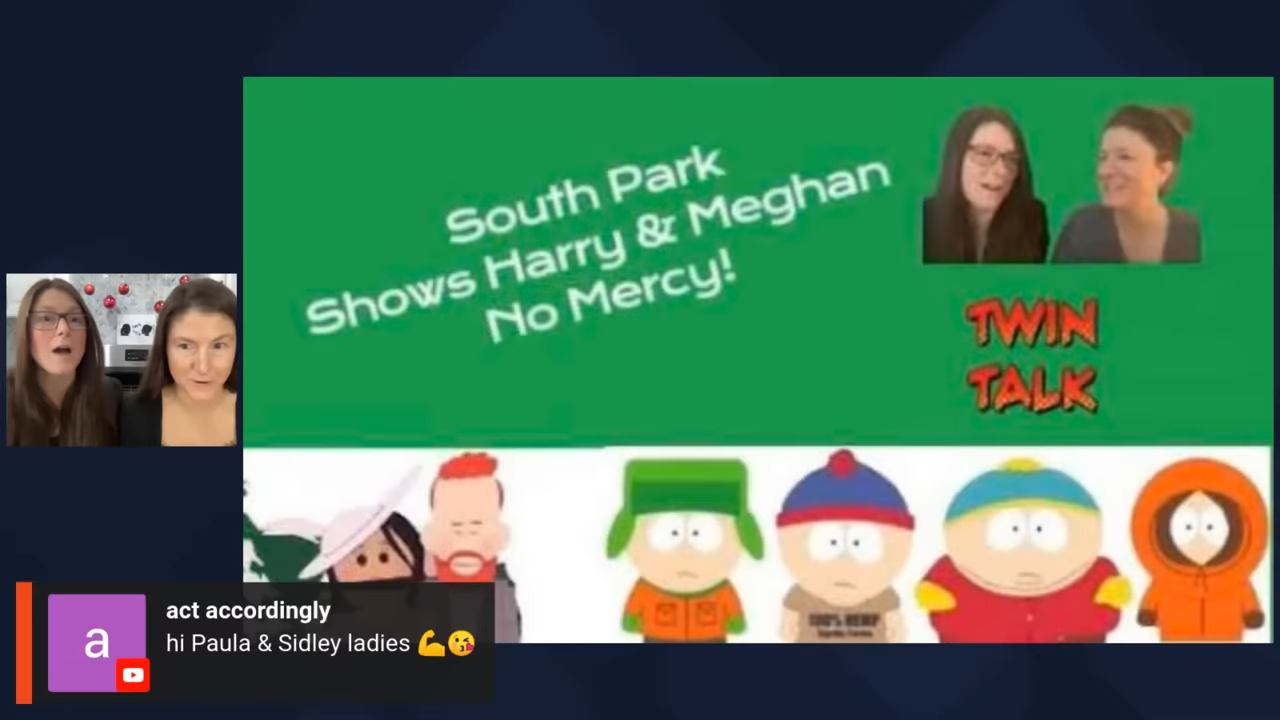 South Park
Shows Harry & Meghan
No Mercy!
TWIN
TALK
100% HEMP
act accordingly
a
hi Paula & Sidley ladies 💪😘